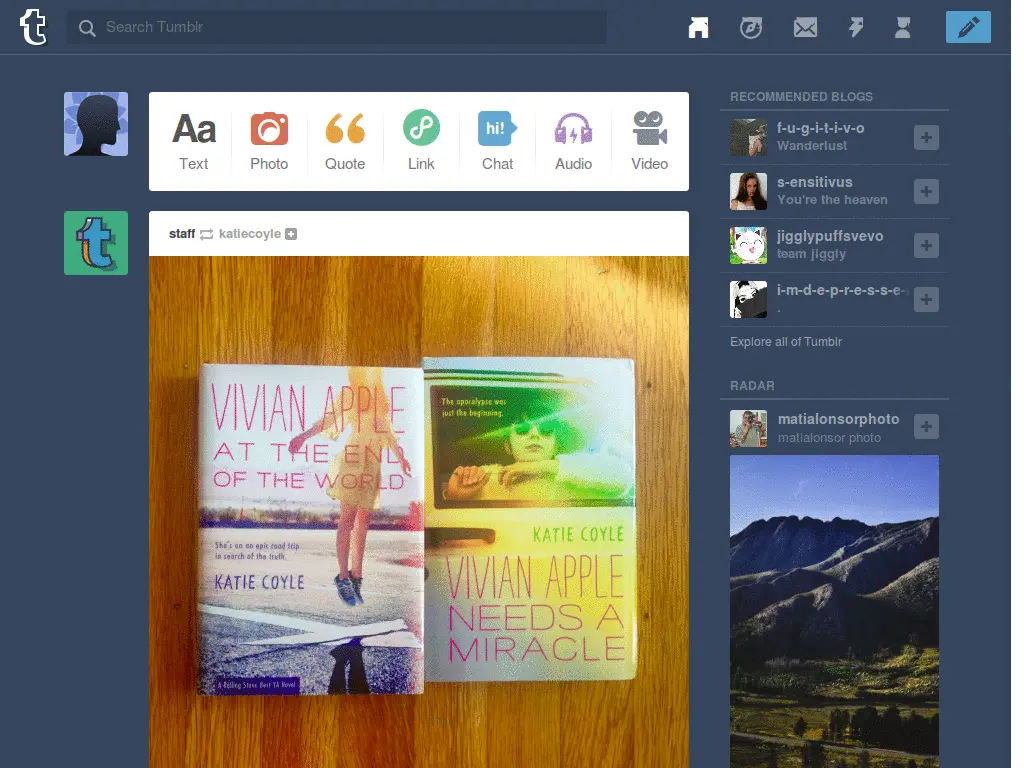 t
Search Tumblr
Aa
Text
Photo
Quote
Link
hi!
Chat
Audio
Video
t
staff katiecoyle
VIVIAN APPLE
AT THE END
OF THE WORLD
She's on an epic road trip
in search of the truth.
KATIE COYLE
A Rolling Stone Best YA Novel
The apocalypse was
just the beginning.
KATIE COYLE
VIVIAN APPLE
NEEDS A
MIRACLE
RECOMMENDED BLOGS
f-u-g-i-t-i-v-o
Wanderlust
s-ensitivus
You're the heaven
jigglypuffsvevo
team jiggly
i-m-d-e-p-r-e-s-s-e-
.
Explore all of Tumblr
RADAR
matialonsorphoto
matialonsor photo